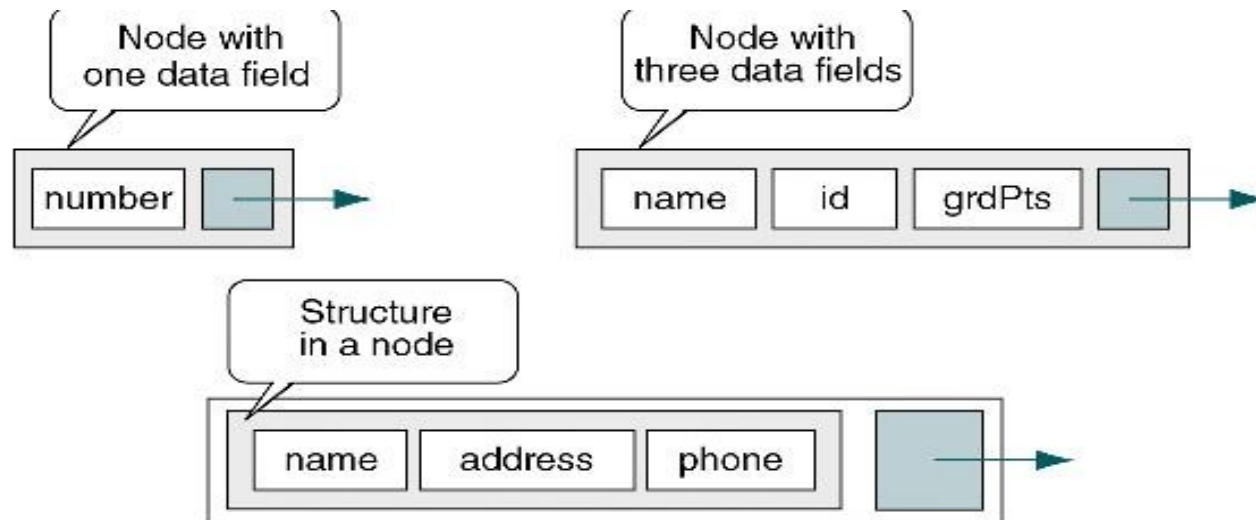 Node with
one data field
Node with
three data fields
number
name id grdPts
Structure
in a node
name address phone